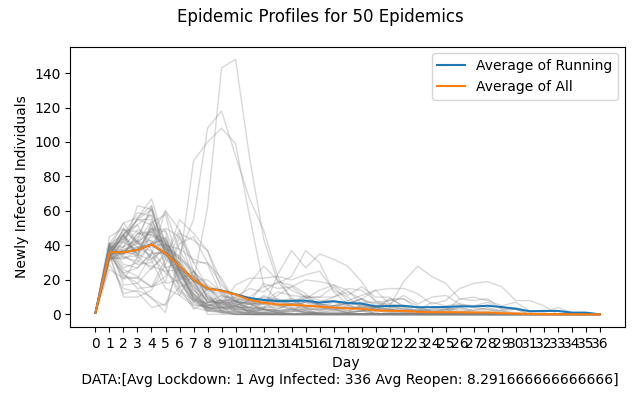 Epidemic Profiles for 50 Epidemics
Average of Running
Average of All
Newly Infected Individuals
140
120
100
80
60
40
20
0
0 1 2 3 4 5 6 7 8 9 10 11 12 13 14 15 16 17 18 19 20 21 22 23 24 25 26 27 28 29 30 31 32 33 34 35 36
Day
DATA:[Avg Lockdown: 1 Avg Infected: 336 Avg Reopen: 8.291666666666666]